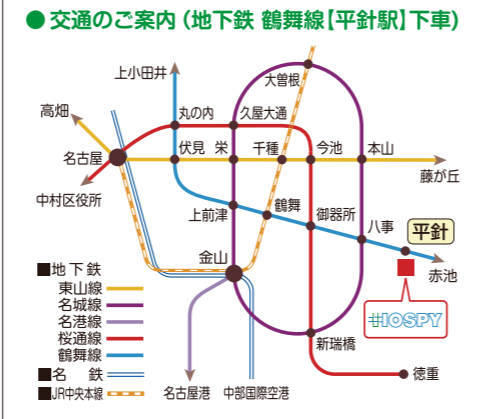 ●交通のご案内（地下鉄 鶴舞線【平針駅】下車）
上小田井
大曽根
高畑
丸の内
久屋大通
名古屋
伏見
栄
千種
今池
本山
藤が丘
中村区役所
上前津
鶴舞
御器所
八事
平針
金山
赤池
HIOSPY
■地下鉄
東山線
名城線
名港線
桜通線
鶴舞線
■名　鉄
■JR中央本線
新瑞橋
徳重
名古屋港
中部国際空港